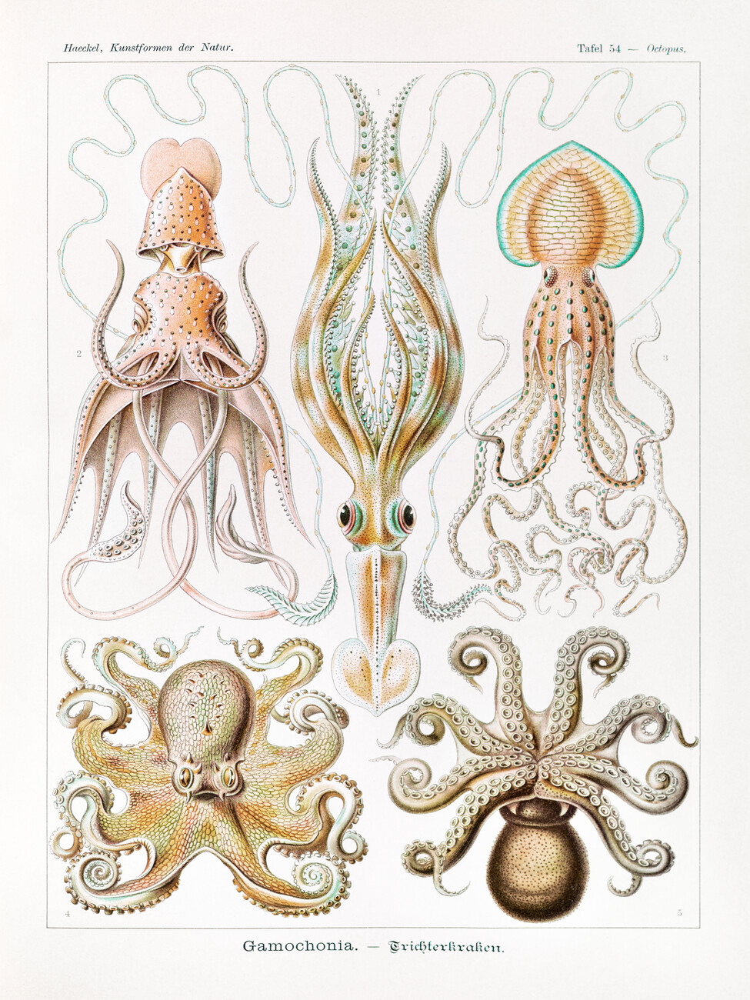 Haeckel, Kunstformen der Natur.
Tafel 54 — Octopus.
1
2
3
4
5
Gamochonia. — Trichterkraken.